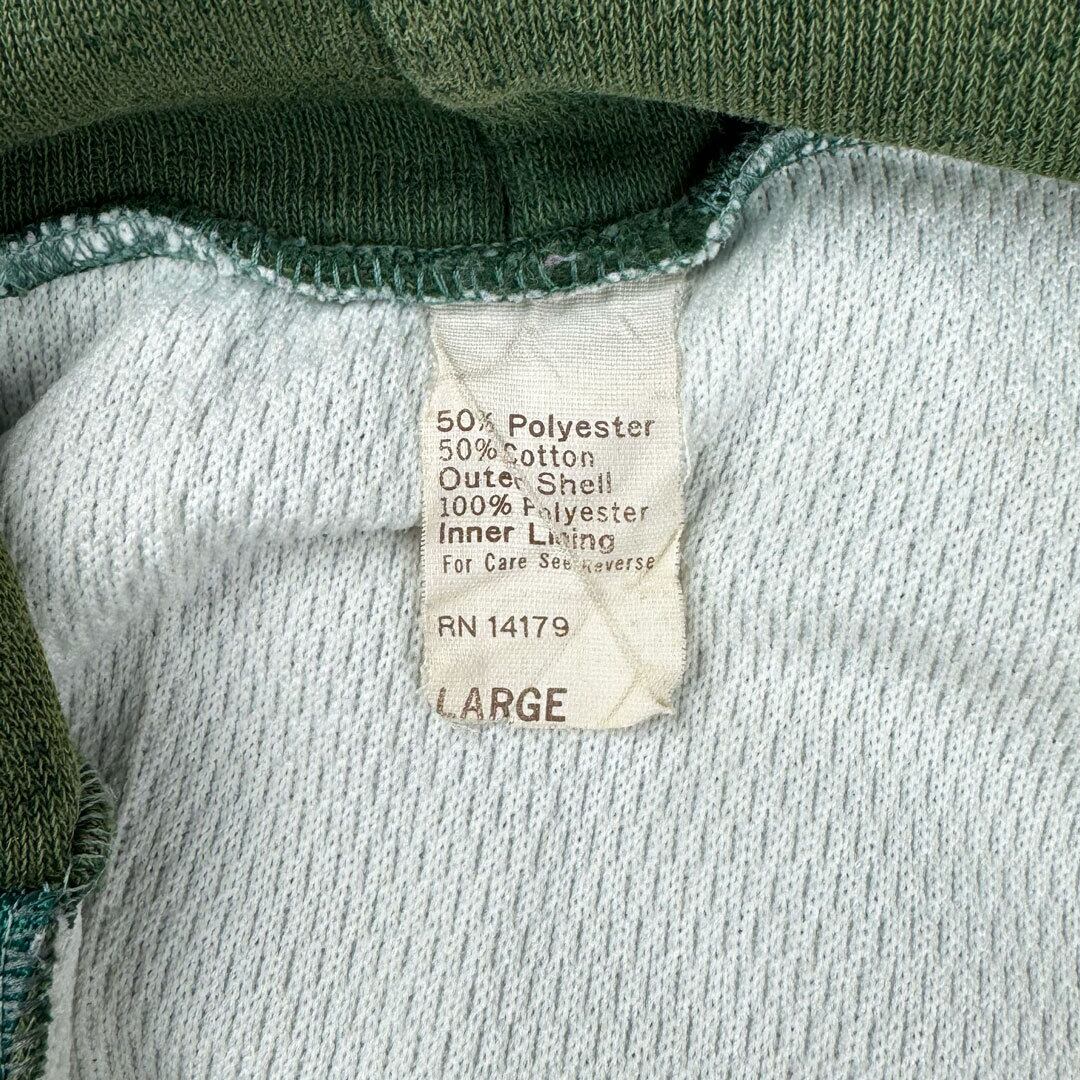 50% Polyester
50% Cotton
Outer Shell
100% Polyester
Inner Lining
For Care See Reverse
RN 14179
LARGE